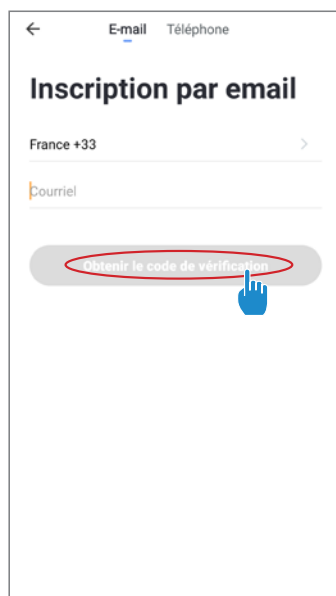 E-mail Téléphone
Inscription par email
France +33
Courriel
Obtenir le code de vérification